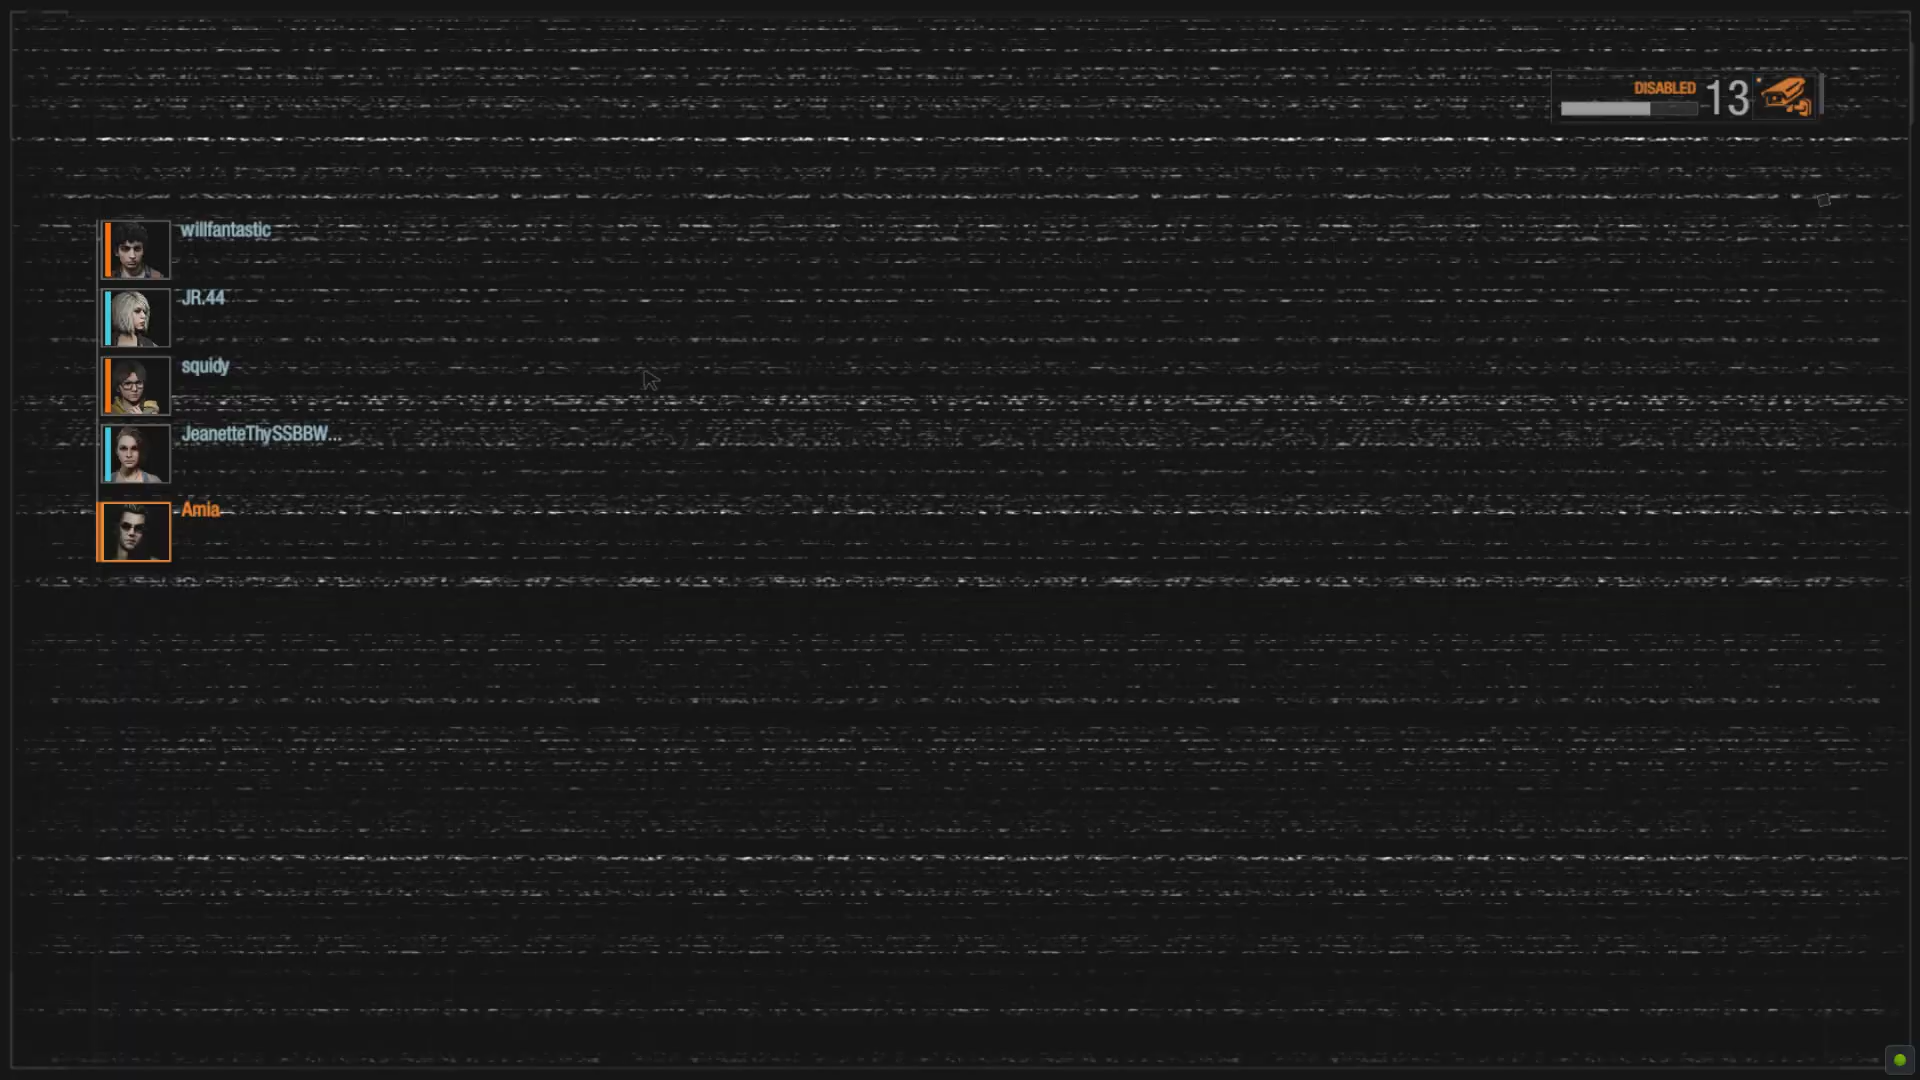 DISABLED 13
willfantastic
JR.44
squidy
JeanetteThySSBBW...
Amia